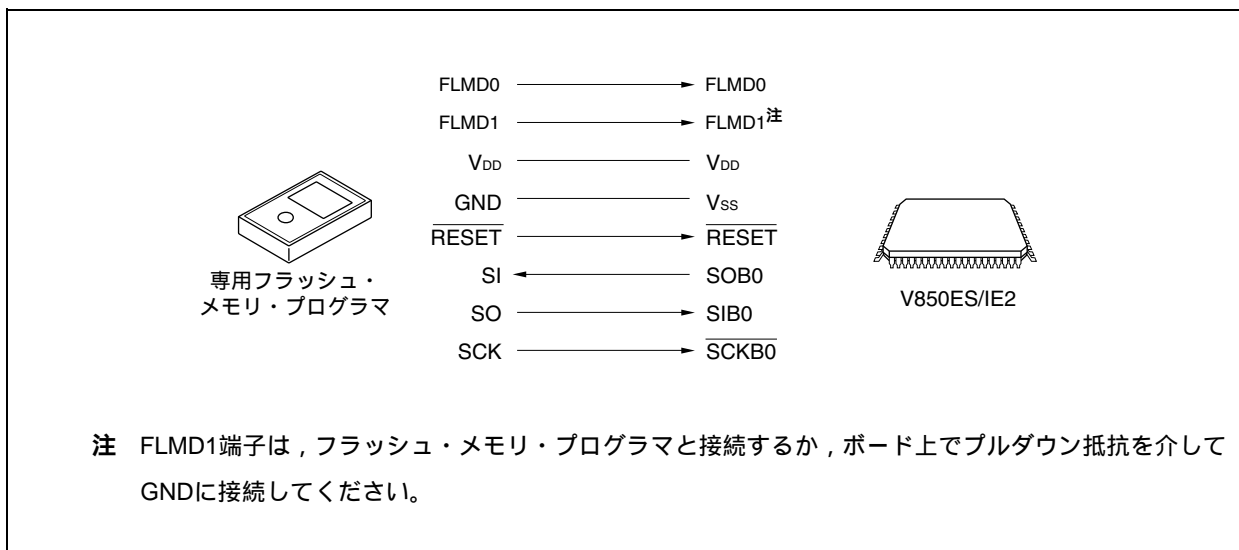 FLMD0 FLMD0
FLMD1 FLMD1注
VDD VDD
GND VSS
RESET RESET
SI SOB0
SO SIB0
SCK SCKB0
専用フラッシュ・
メモリ・プログラマ
V850ES/IE2
注 FLMD1端子は，フラッシュ・メモリ・プログラマと接続するか，ボード上でプルダウン抵抗を介して
GNDに接続してください。